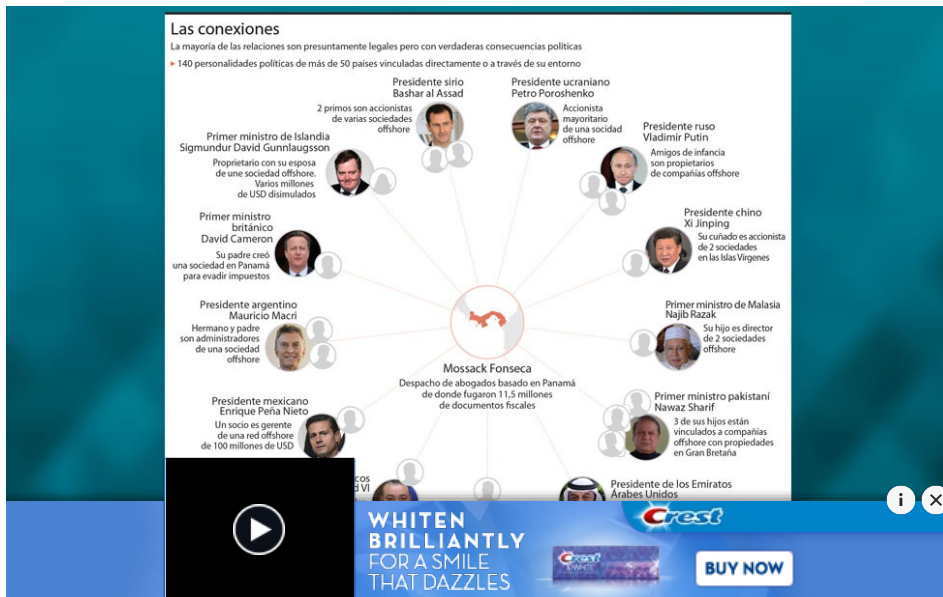 Las conexiones
La mayoría de las relaciones son presuntamente legales pero con verdaderas consecuencias políticas
▸ 140 personalidades políticas de más de 50 países vinculadas directamente o a través de su entorno
Presidente sirio
Bashar al Assad
2 primos son accionistas
de varias sociedades
offshore
Presidente ucraniano
Petro Poroshenko
Accionista
mayoritario
de una socidad
offshore
Primer ministro de Islandia
Sigmundur David Gunnlaugsson
Proprietario con su esposa
de une sociedad offshore.
Varios millones
de USD disimulados
Presidente ruso
Vladimir Putin
Amigos de infancia
son propietarios
de compañías offshore
Primer ministro
británico
David Cameron
Su padre creó
una sociedad en Panamá
para evadir impuestos
Presidente chino
Xi Jinping
Su cuñado es accionista
de 2 sociedades
en las Islas Vírgenes
Presidente argentino
Mauricio Macri
Hermano y padre
son administradores
de una sociedad
offshore
Primer ministro de Malasia
Najib Razak
Su hijo es director
de 2 sociedades
offshore
Mossack Fonseca
Despacho de abogados basado en Panamá
de donde fugaron 11,5 millones
de documentos fiscales
Presidente mexicano
Enrique Peña Nieto
Un socio es gerente
de una red offshore
de 100 millones de USD
Primer ministro pakistaní
Nawaz Sharif
3 de sus hijos están
vinculados a compañías
offshore con propiedades
en Gran Bretaña
cos
d VI
Presidente de los Emiratos
Árabes Unidos
i
WHITEN
BRILLIANTLY
FOR A SMILE
THAT DAZZLES
Crest
Crest
BUY NOW